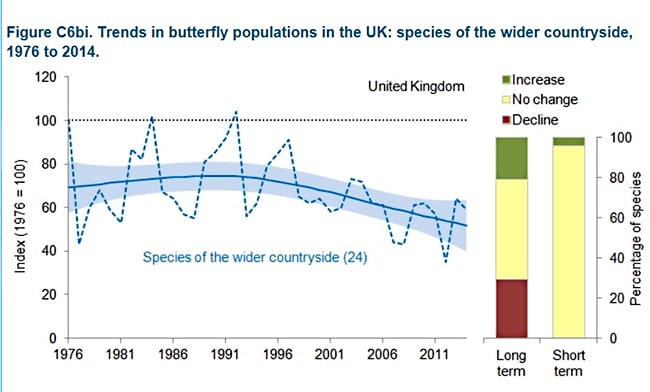 Figure C6bi. Trends in butterfly populations in the UK: species of the wider countryside,
1976 to 2014.
United Kingdom
Index (1976 = 100)
120
100
80
60
40
20
0
Species of the wider countryside (24)
1976 1981 1986 1991 1996 2001 2006 2011
Increase
No change
Decline
100
80
60
40
20
0
Percentage of species
Long
term
Short
term